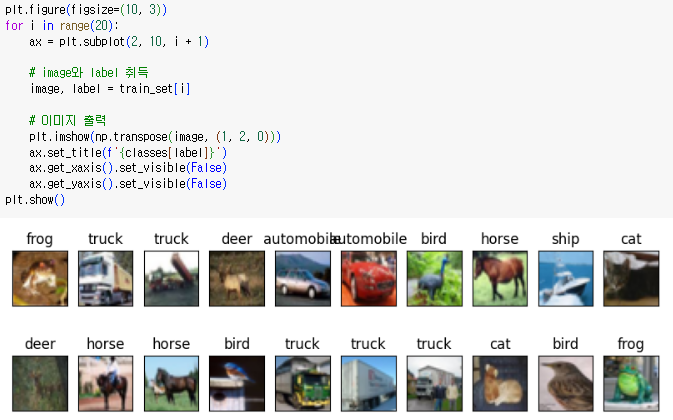 plt.figure(figsize=(10, 3))
for i in range(20):
    ax = plt.subplot(2, 10, i + 1)

    # image와 label 취득
    image, label = train_set[i]

    # 이미지 출력
    plt.imshow(np.transpose(image, (1, 2, 0)))
    ax.set_title(f'{classes[label]}')
    ax.get_xaxis().set_visible(False)
    ax.get_yaxis().set_visible(False)
plt.show()
frog truck truck deer automobile automobile bird horse ship cat
deer horse horse bird truck truck truck cat bird frog